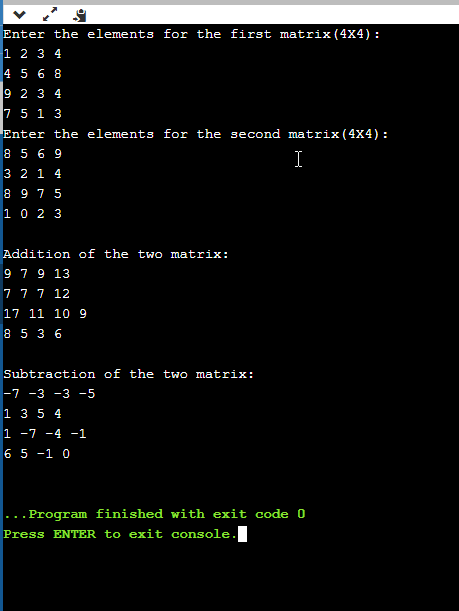 Enter the elements for the first matrix(4X4):
1 2 3 4
4 5 6 8
9 2 3 4
7 5 1 3
Enter the elements for the second matrix(4X4):
8 5 6 9
3 2 1 4
8 9 7 5
1 0 2 3
Addition of the two matrix:
9 7 9 13
7 7 7 12
17 11 10 9
8 5 3 6
Subtraction of the two matrix:
-7 -3 -3 -5
1 3 5 4
1 -7 -4 -1
6 5 -1 0
...Program finished with exit code 0
Press ENTER to exit console.